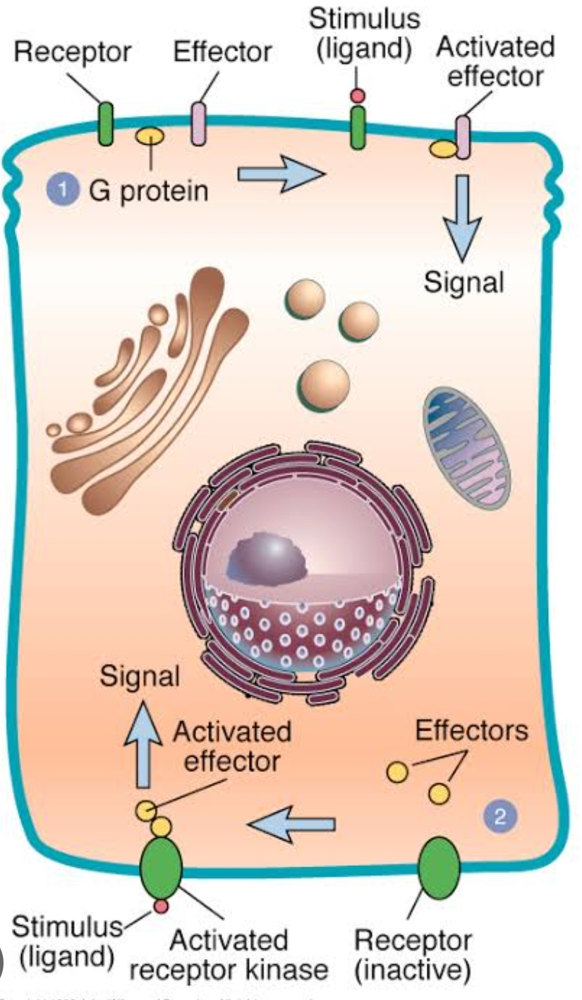 Stimulus
(ligand)
Receptor
Effector
Activated
effector
1
G protein
Signal
Signal
Activated
effector
Effectors
2
Stimulus
(ligand)
Activated
receptor kinase
Receptor
(inactive)